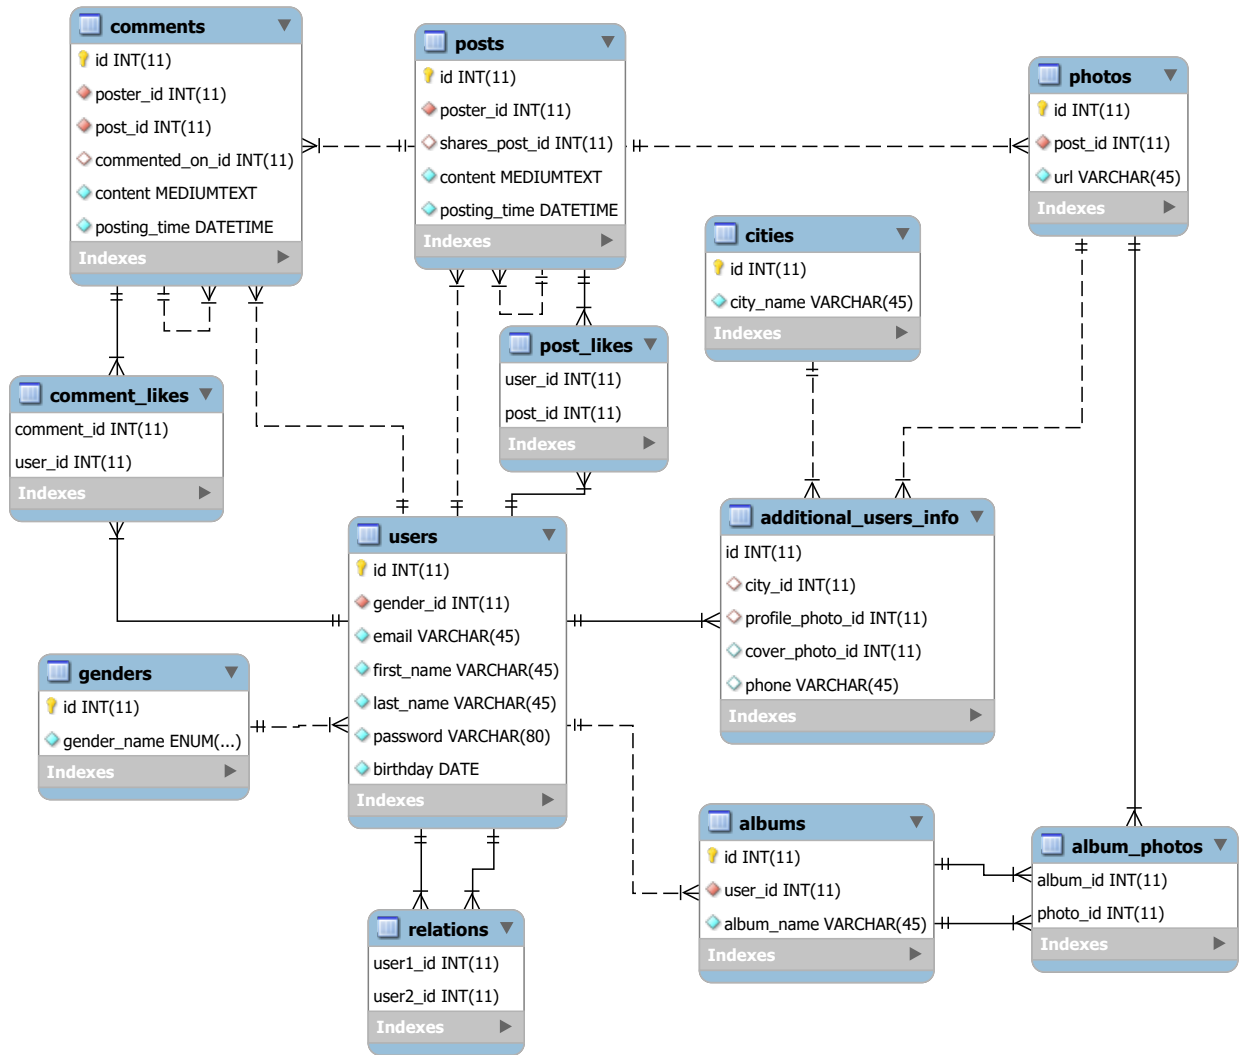 comments
id INT(11)
poster_id INT(11)
post_id INT(11)
commented_on_id INT(11)
content MEDIUMTEXT
posting_time DATETIME
Indexes
posts
id INT(11)
poster_id INT(11)
shares_post_id INT(11)
content MEDIUMTEXT
posting_time DATETIME
Indexes
photos
id INT(11)
post_id INT(11)
url VARCHAR(45)
Indexes
cities
id INT(11)
city_name VARCHAR(45)
Indexes
post_likes
user_id INT(11)
post_id INT(11)
Indexes
comment_likes
comment_id INT(11)
user_id INT(11)
Indexes
users
id INT(11)
gender_id INT(11)
email VARCHAR(45)
first_name VARCHAR(45)
last_name VARCHAR(45)
password VARCHAR(80)
birthday DATE
Indexes
additional_users_info
id INT(11)
city_id INT(11)
profile_photo_id INT(11)
cover_photo_id INT(11)
phone VARCHAR(45)
Indexes
genders
id INT(11)
gender_name ENUM(...)
Indexes
albums
id INT(11)
user_id INT(11)
album_name VARCHAR(45)
Indexes
album_photos
album_id INT(11)
photo_id INT(11)
Indexes
relations
user1_id INT(11)
user2_id INT(11)
Indexes